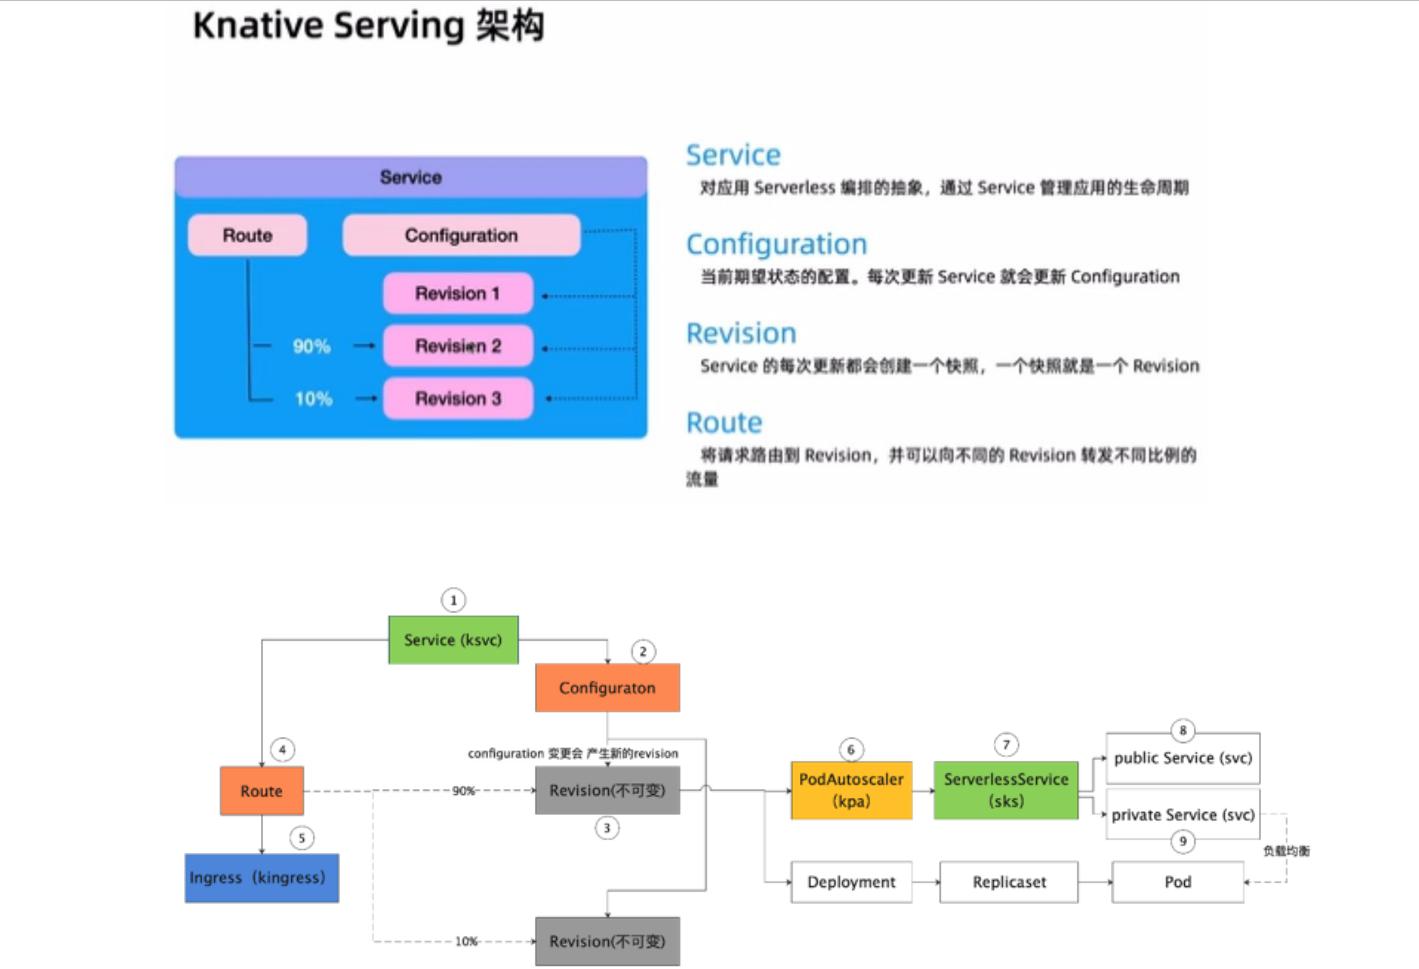 Knative Serving 架构
Service
Route
Configuration
Revision 1
90%
Revision 2
10%
Revision 3
Service
对应用 Serverless 编排的抽象，通过 Service 管理应用的生命周期
Configuration
当前期望状态的配置。每次更新 Service 就会更新 Configuration
Revision
Service 的每次更新都会创建一个快照，一个快照就是一个 Revision
Route
将请求路由到 Revision，并可以向不同的 Revision 转发不同比例的
流量
1
Service (ksvc)
2
Configuraton
configuration 变更会 产生新的revision
4
Route
90%
Revision(不可变)
3
5
Ingress（kingress）
10%
Revision(不可变)
6
PodAutoscaler
（kpa）
7
ServerlessService
（sks）
8
public Service (svc)
private Service (svc)
9
负载均衡
Deployment
Replicaset
Pod